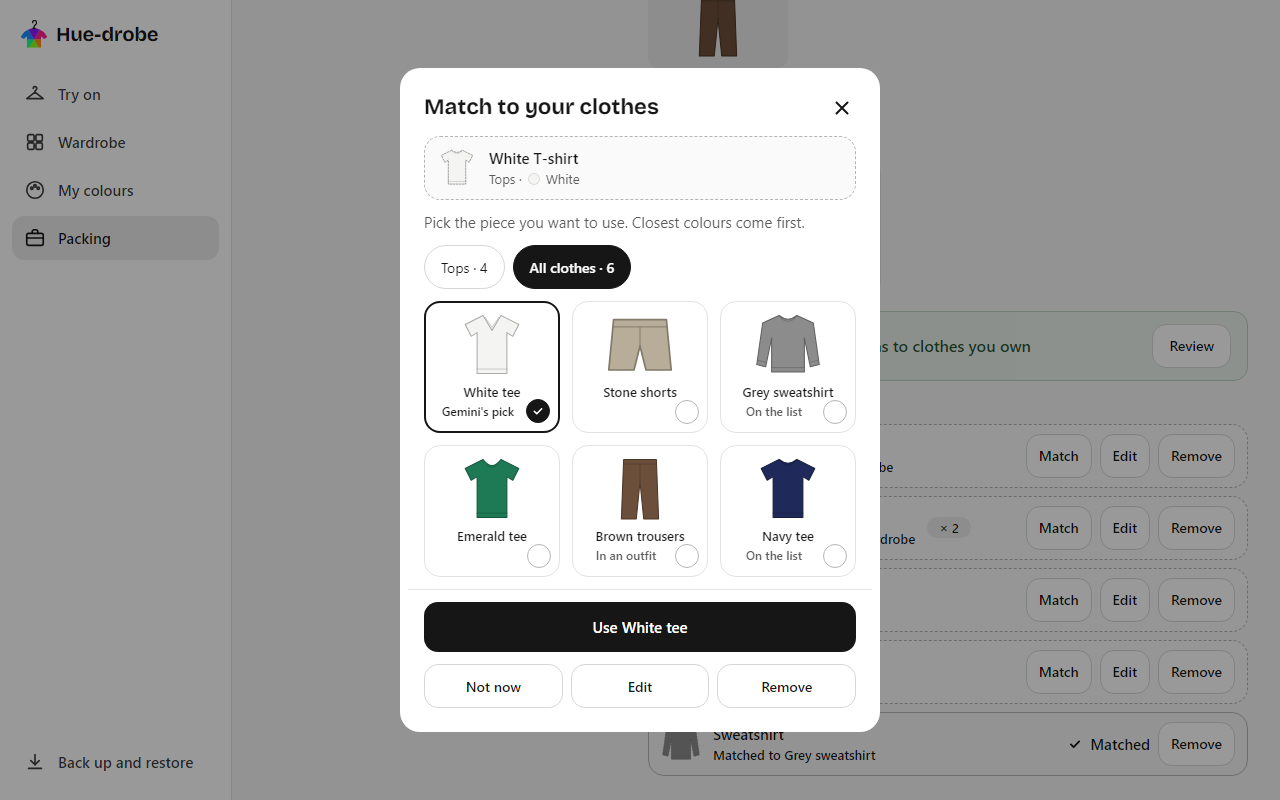 Hue-drobe
Try on
Wardrobe
My colours
Packing
Back up and restore
Match to your clothes
White T-shirt
Tops · White
Pick the piece you want to use. Closest colours come first.
Tops · 4
All clothes · 6
White tee
Gemini's pick
Stone shorts
Grey sweatshirt
On the list
Emerald tee
Brown trousers
In an outfit
Navy tee
On the list
Use White tee
Not now
Edit
Remove
to clothes you own
Review
Match
Edit
Remove
× 2
Match
Edit
Remove
Match
Edit
Remove
Match
Edit
Remove
Sweatshirt
Matched to Grey sweatshirt
Matched
Remove